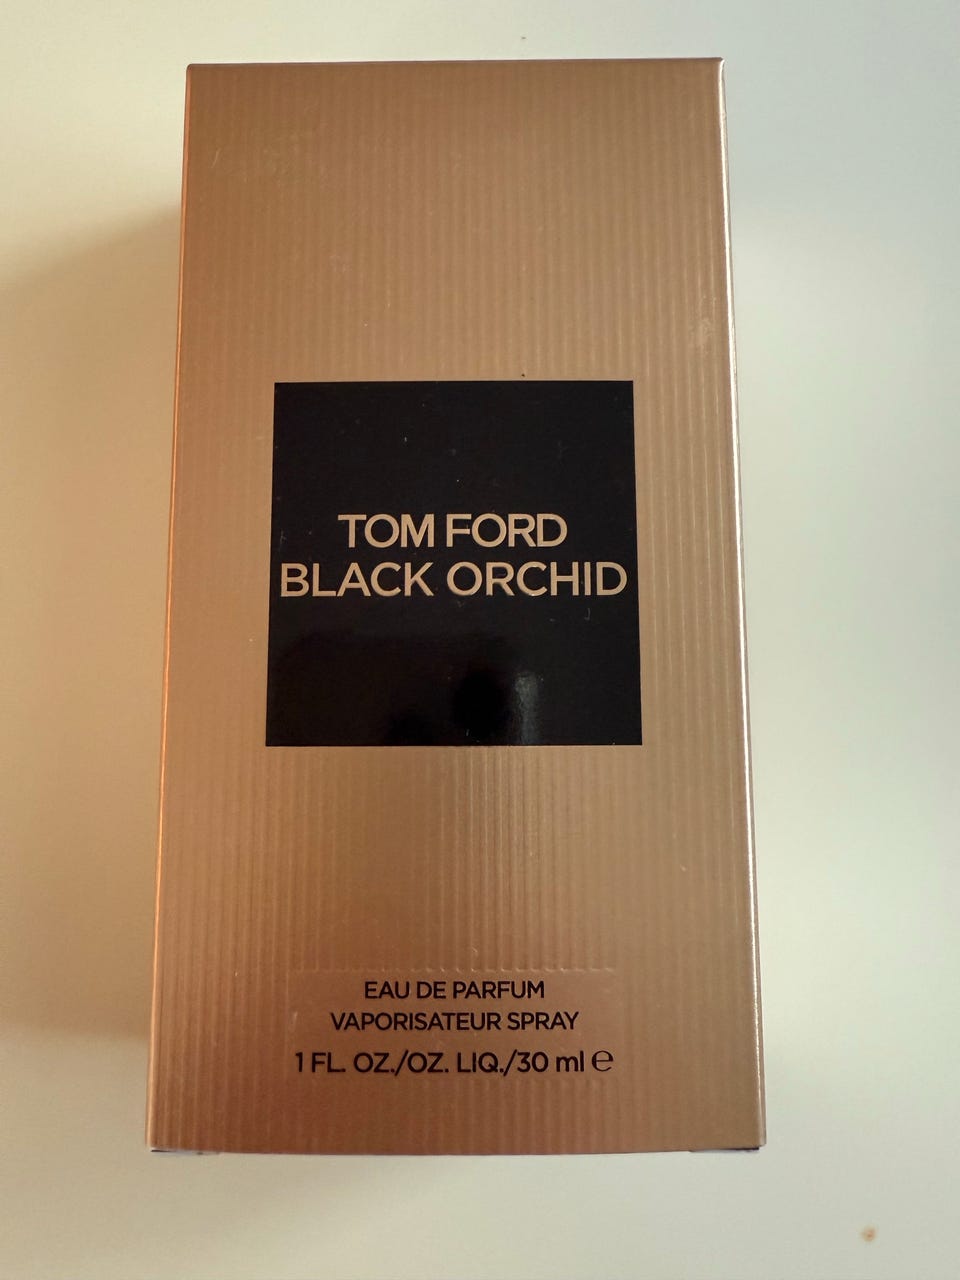 TOM FORD
BLACK ORCHID
EAU DE PARFUM
VAPORISATEUR SPRAY
1 FL. OZ./OZ. LIQ./30 ml ℮